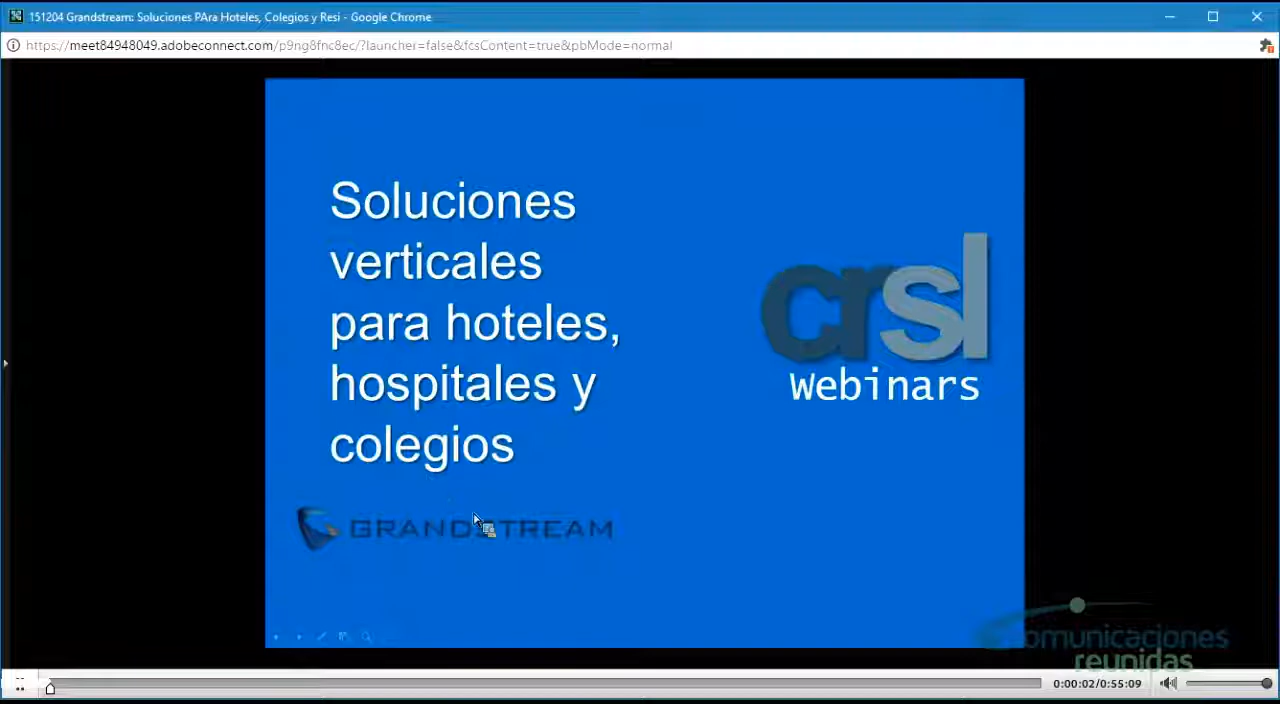 151204 Grandstream: Soluciones PAra Hoteles, Colegios y Resi - Google Chrome
https://meet84948049.adobeconnect.com/p9ng8fnc8ec/?launcher=false&fcsContent=true&pbMode=normal
Soluciones
verticales
para hoteles,
hospitales y
colegios
crsl
Webinars
GRANDSTREAM
comunicaciones
reunidas
0:00:02/0:55:09